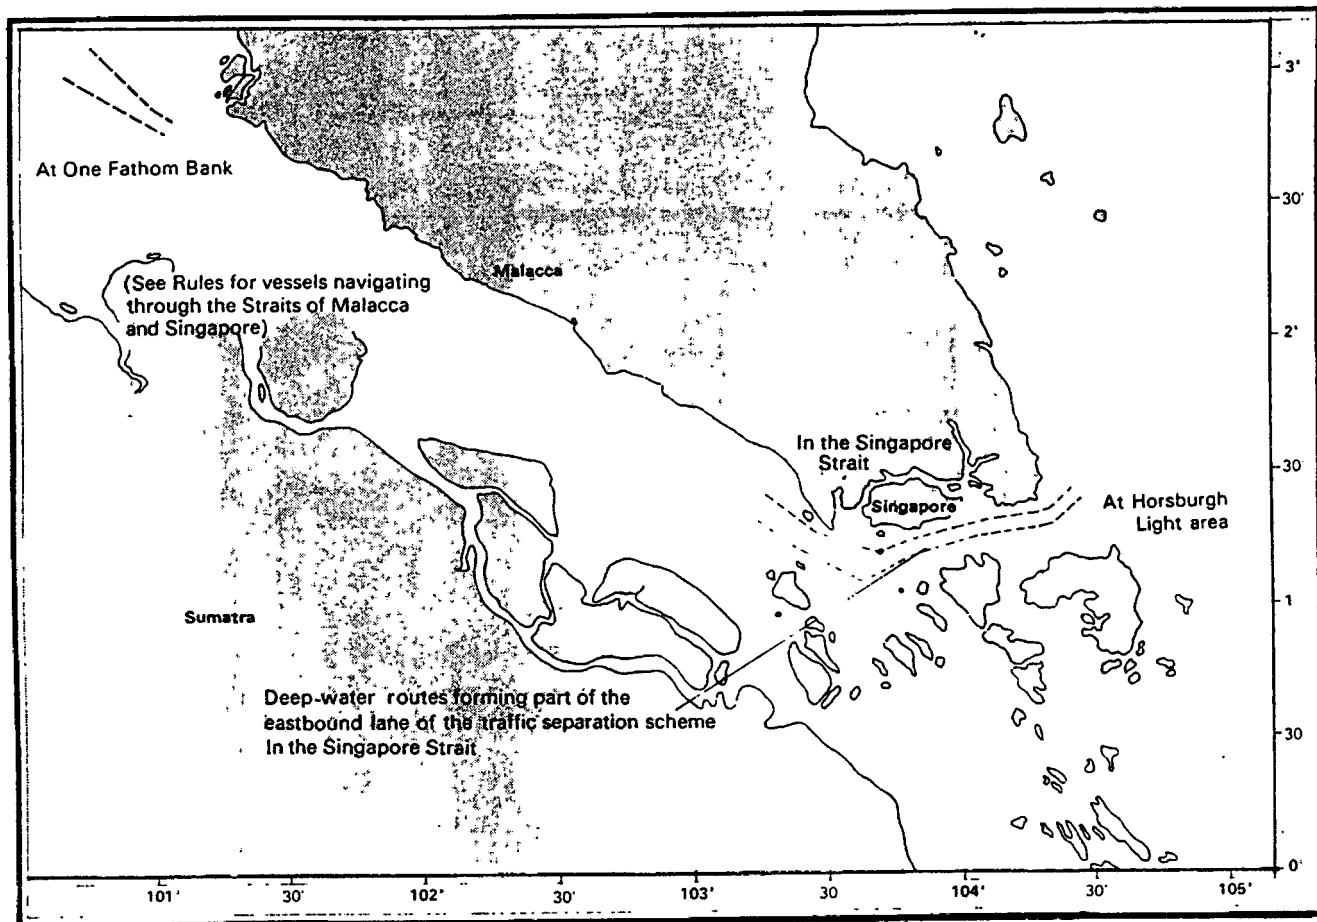 3'
At One Fathom Bank
30'
(See Rules for vessels navigating
through the Straits of Malacca
and Singapore)
Malacca
2'
In the Singapore
Strait
30'
Singapore
At Horsburgh
Light area
1
Sumatra
Deep-water routes forming part of the
eastbound lane of the traffic separation scheme
In the Singapore Strait
30
0'
101' 30' 102' 30' 103' 30 104' 30' 105'